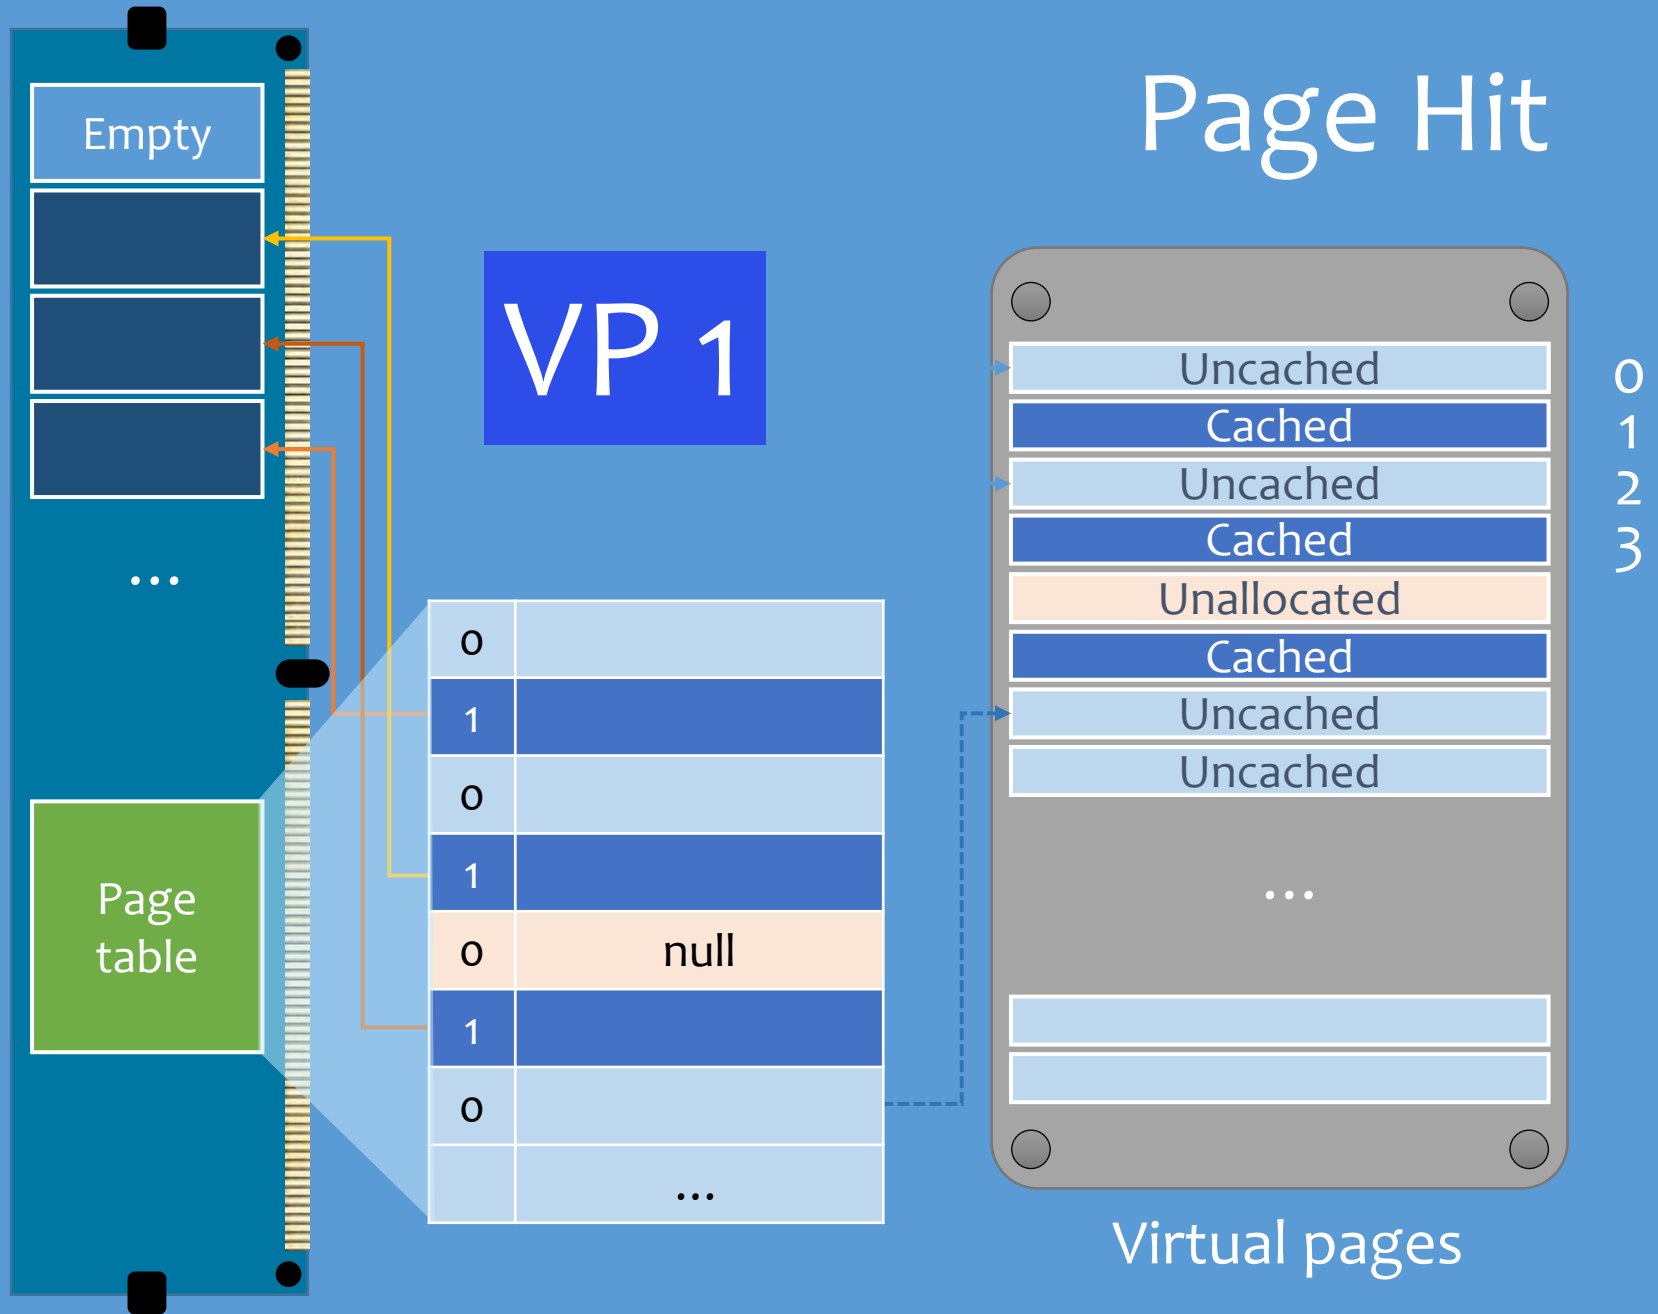 Page Hit
Empty
VP 1
...
Page
table
0
1
0
1
0 null
1
0
...
Uncached 0
Cached 1
Uncached 2
Cached 3
Unallocated
Cached
Uncached
Uncached
...
Virtual pages